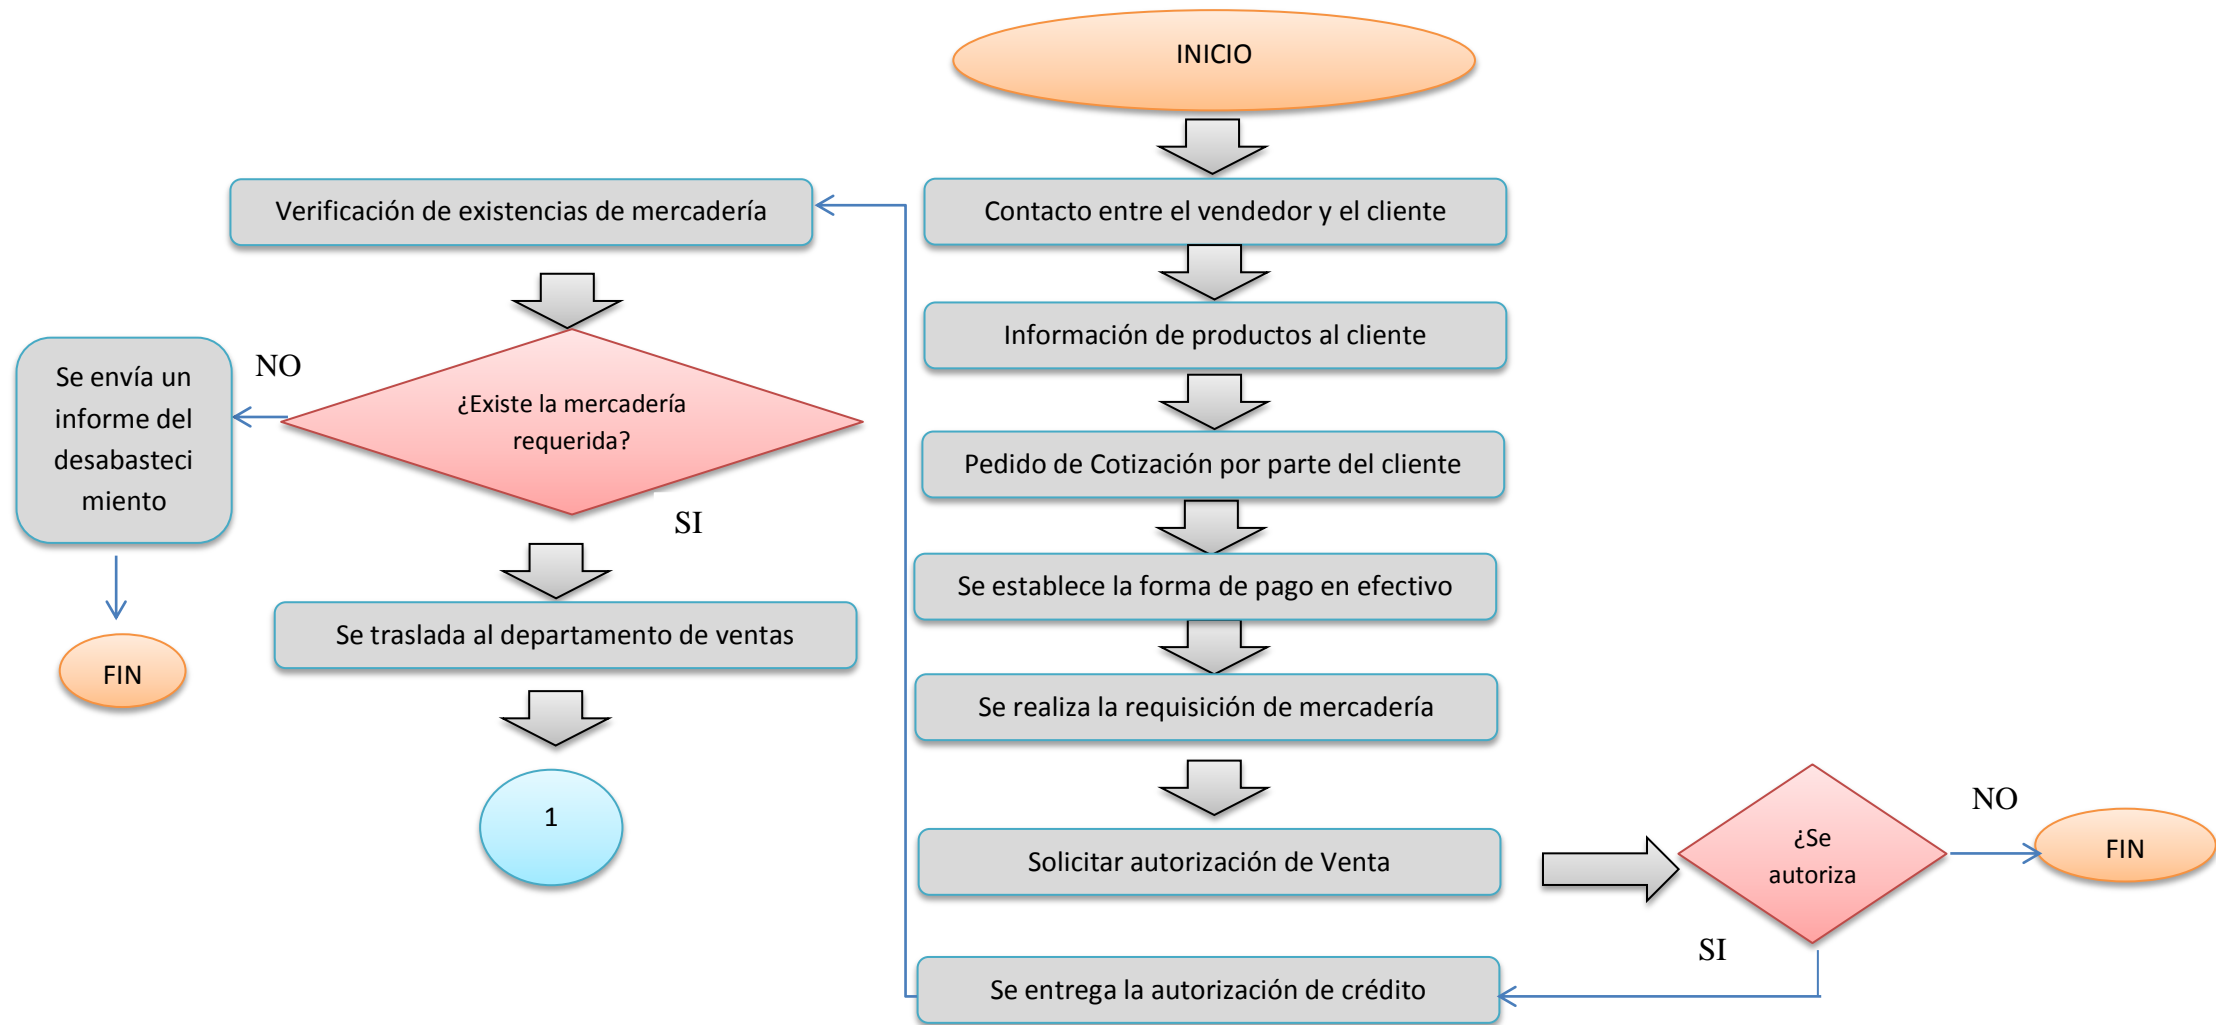 INICIO
Contacto entre el vendedor y el cliente
Información de productos al cliente
Pedido de Cotización por parte del cliente
Se establece la forma de pago en efectivo
Se realiza la requisición de mercadería
Solicitar autorización de Venta
¿Se
autoriza
NO
FIN
SI
Se entrega la autorización de crédito
Verificación de existencias de mercadería
¿Existe la mercadería
requerida?
NO
Se envía un
informe del
desabasteci
miento
FIN
SI
Se traslada al departamento de ventas
1